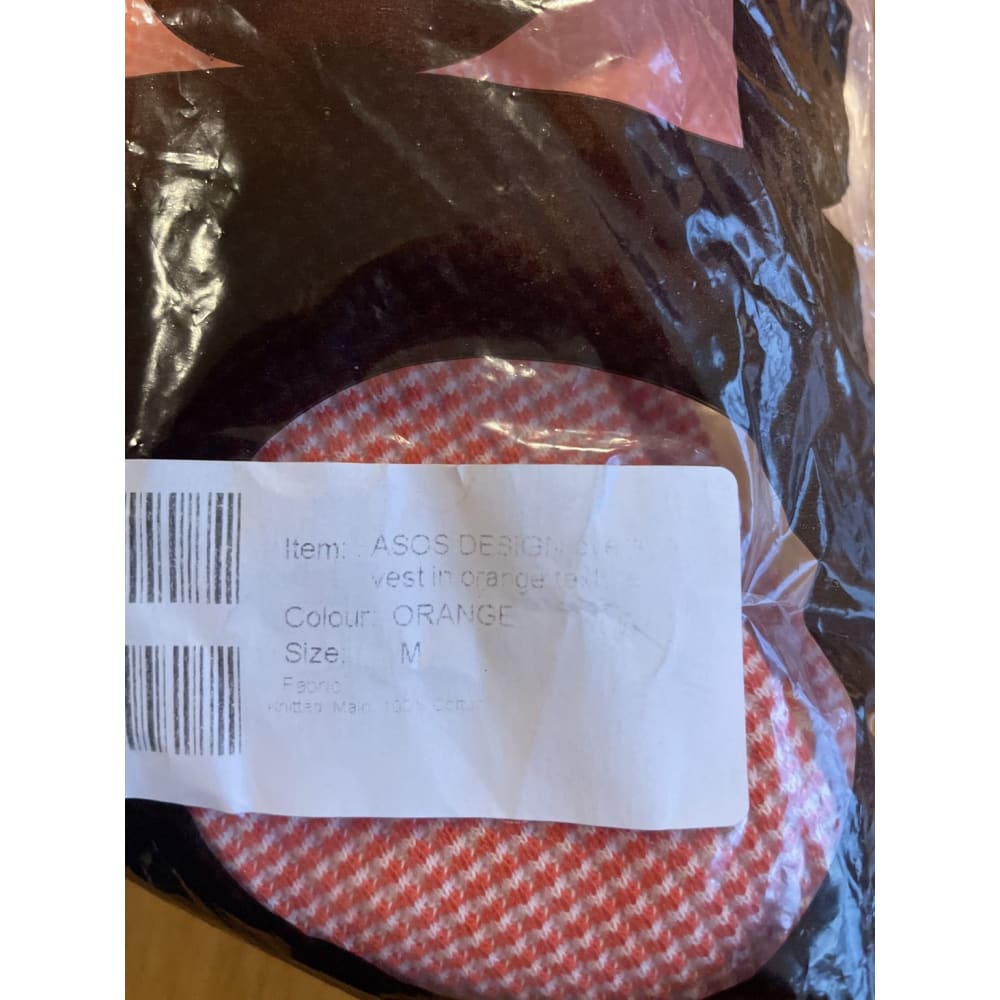 Item: ASOS DESIGN
vest in orange
Colour: ORANGE
Size: M
Fabric
Knitted Main 100% Cotton